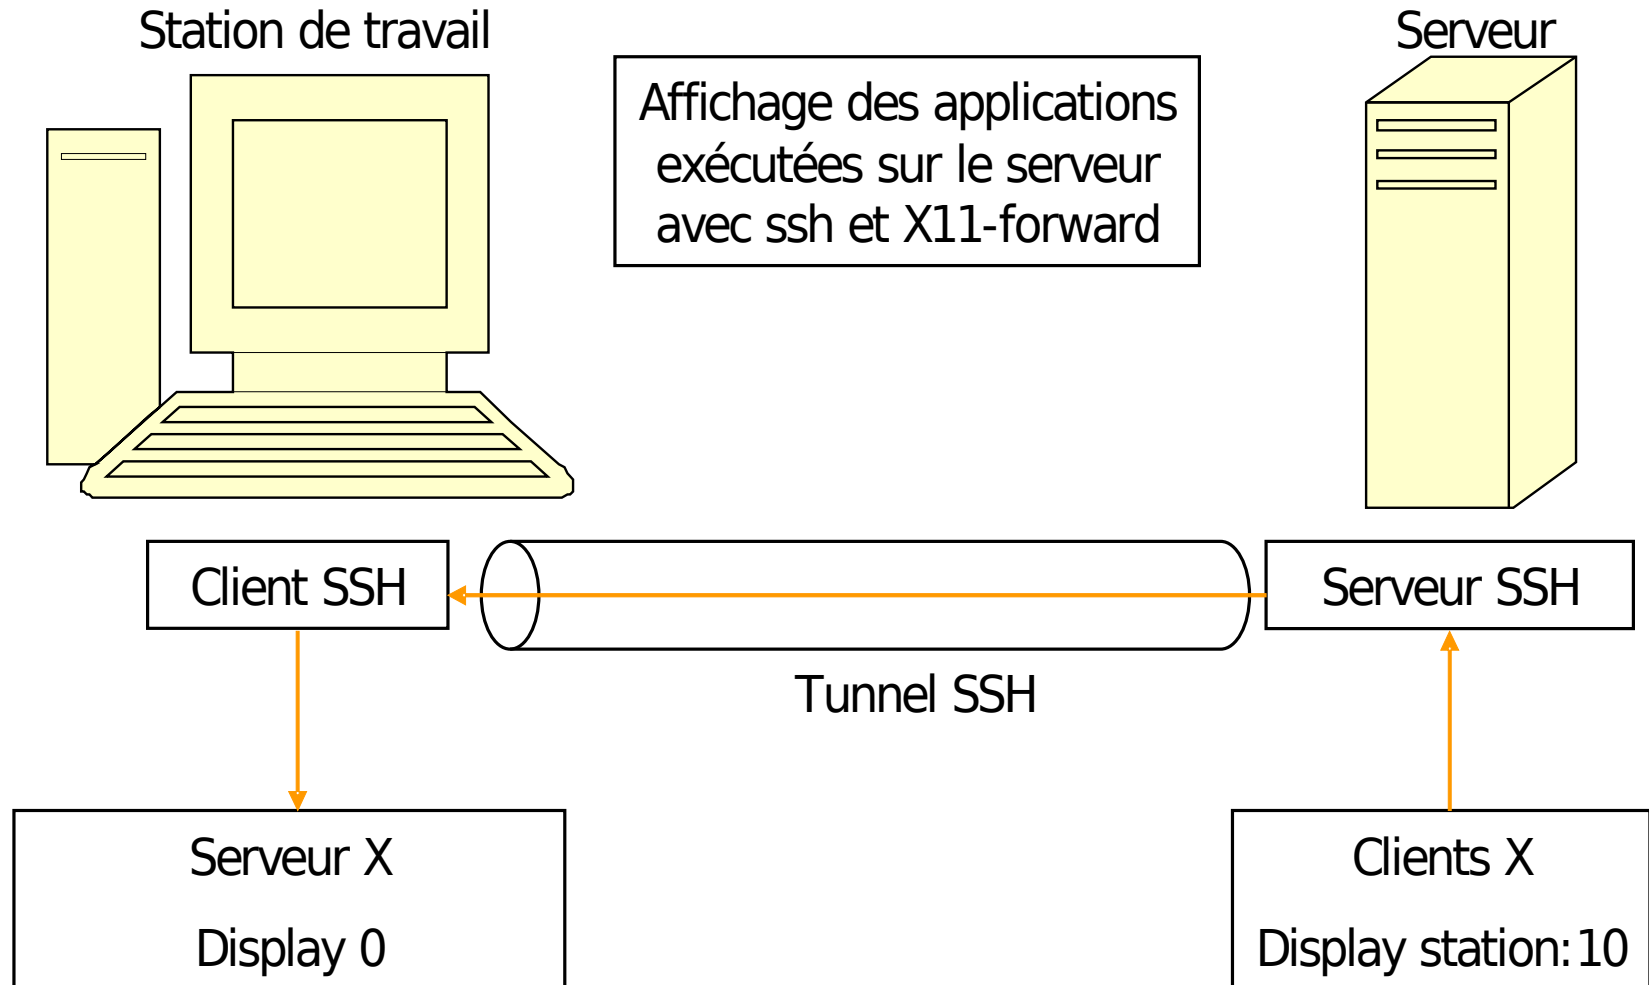 Station de travail
Serveur
Affichage des applications
exécutées sur le serveur
avec ssh et X11-forward
Client SSH
Serveur SSH
Tunnel SSH
Serveur X
Display 0
Clients X
Display station:10